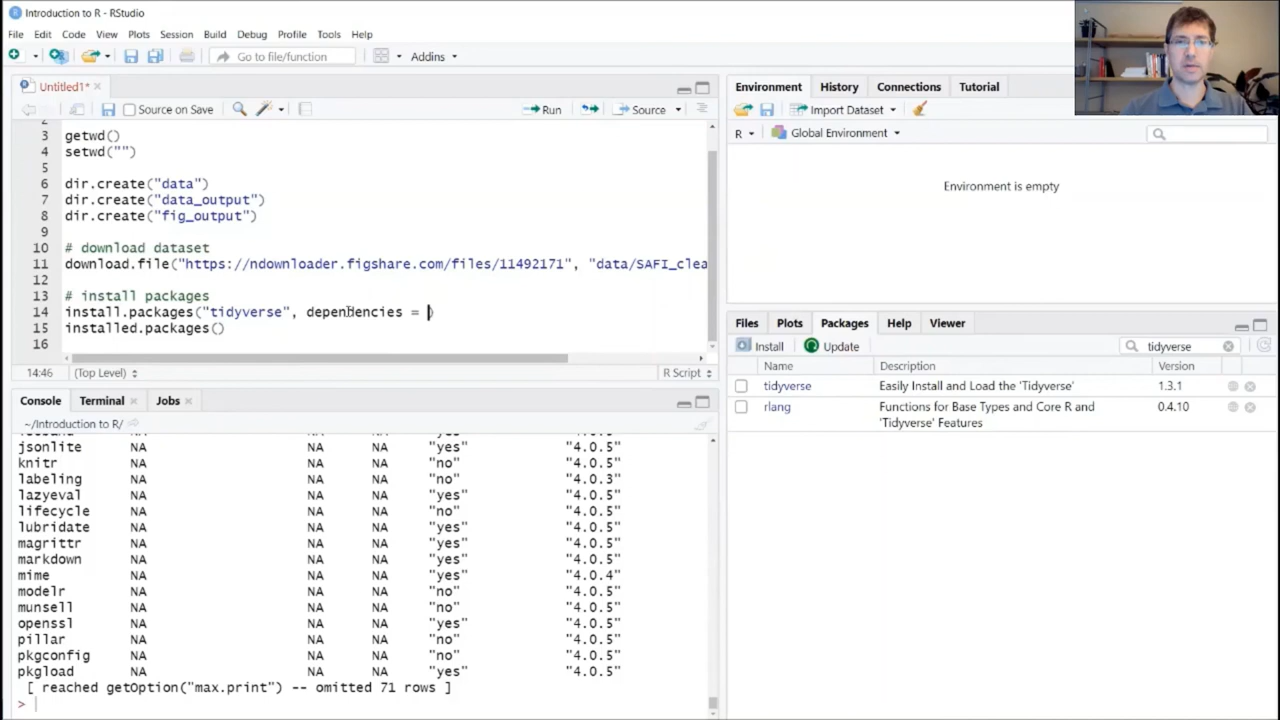 Introduction to R - RStudio
File Edit Code View Plots Session Build Debug Profile Tools Help
Go to file/function Addins
Untitled1*
Source on Save Run Source
3 getwd()
4 setwd("")
5
6 dir.create("data")
7 dir.create("data_output")
8 dir.create("fig_output")
9
10 # download dataset
11 download.file("https://ndownloader.figshare.com/files/11492171", "data/SAFI_clea
12
13 # install packages
14 install.packages("tidyverse", dependencies = )
15 installed.packages()
16
14:46 (Top Level) R Script
Console Terminal Jobs
~/Introduction to R/
jsonlite NA NA NA "yes" "4.0.5"
knitr NA NA NA "no" "4.0.5"
labeling NA NA NA "no" "4.0.3"
lazyeval NA NA NA "yes" "4.0.5"
lifecycle NA NA NA "no" "4.0.5"
lubridate NA NA NA "yes" "4.0.5"
magrittr NA NA NA "yes" "4.0.5"
markdown NA NA NA "yes" "4.0.5"
mime NA NA NA "yes" "4.0.4"
modelr NA NA NA "no" "4.0.5"
munsell NA NA NA "no" "4.0.5"
openssl NA NA NA "yes" "4.0.5"
pillar NA NA NA "no" "4.0.5"
pkgconfig NA NA NA "no" "4.0.5"
pkgload NA NA NA "yes" "4.0.5"
[ reached getOption("max.print") -- omitted 71 rows ]
>
Environment History Connections Tutorial
Import Dataset
R Global Environment
Environment is empty
Files Plots Packages Help Viewer
Install Update tidyverse
Name Description Version
tidyverse Easily Install and Load the 'Tidyverse' 1.3.1
rlang Functions for Base Types and Core R and 0.4.10
'Tidyverse' Features